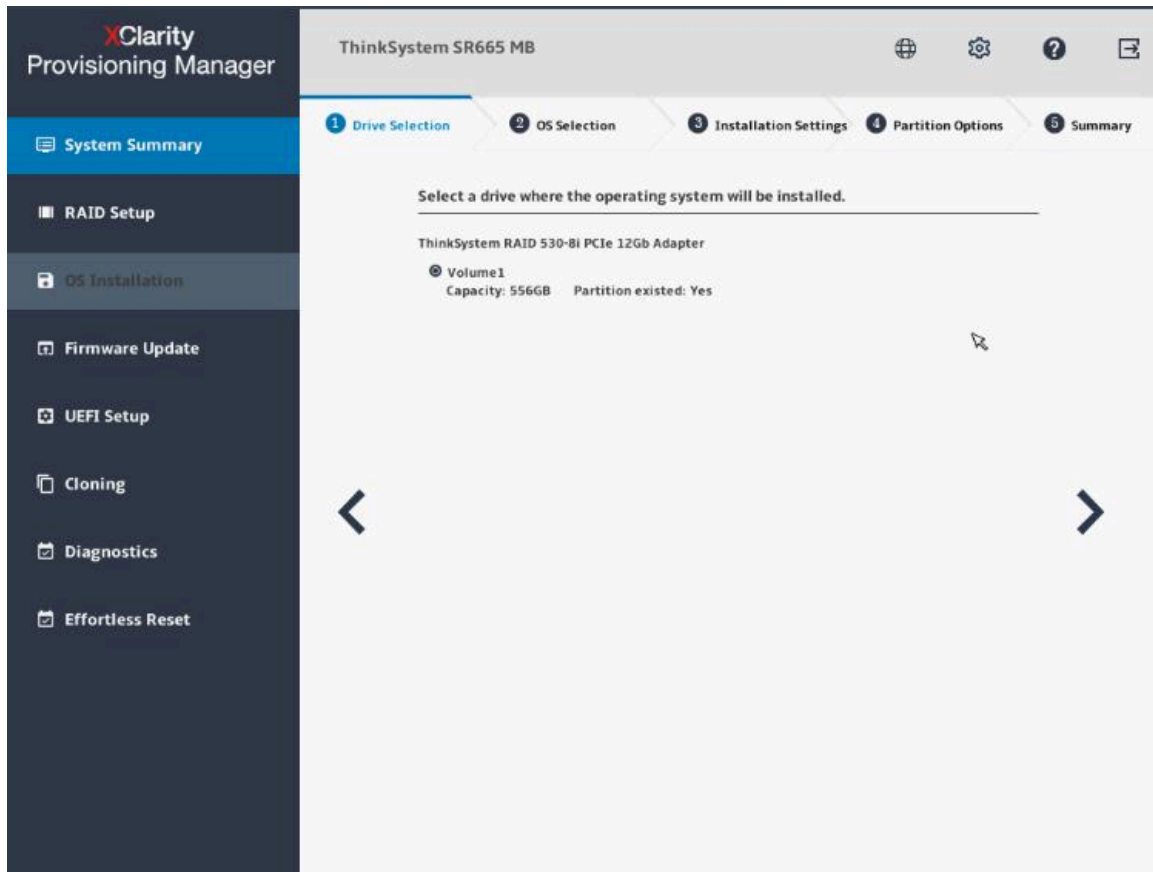 XClarity
Provisioning Manager
System Summary
RAID Setup
OS Installation
Firmware Update
UEFI Setup
Cloning
Diagnostics
Effortless Reset
ThinkSystem SR665 MB
1 Drive Selection
2 OS Selection
3 Installation Settings
4 Partition Options
5 Summary
Select a drive where the operating system will be installed.
ThinkSystem RAID 530-8i PCIe 12Gb Adapter
Volume1
Capacity: 556GB Partition existed: Yes